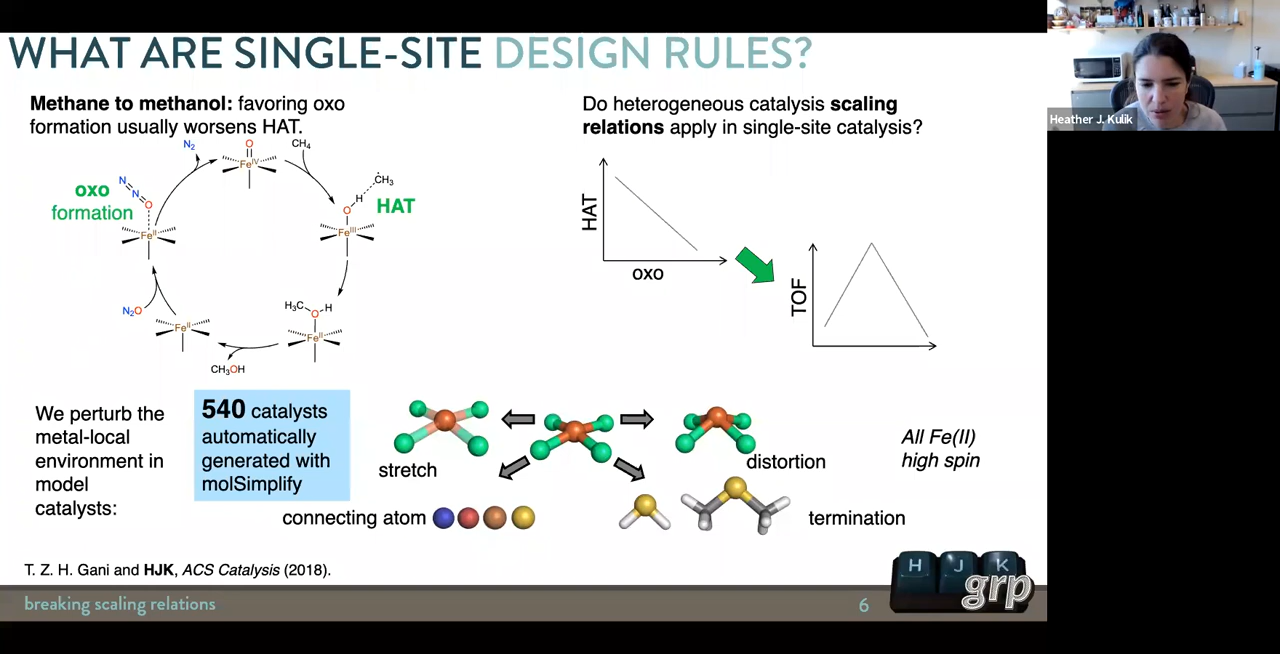 WHAT ARE SINGLE-SITE DESIGN RULES?
Heather J. Kulik
Methane to methanol: favoring oxo
formation usually worsens HAT.
N₂
O
Fe^IV
CH₄
N
N
O
oxo
formation
Fe^II
ĊH₃
H
O
HAT
Fe^III
N₂O
Fe^II
H₃C
O
H
Fe^II
CH₃OH
Do heterogeneous catalysis scaling
relations apply in single-site catalysis?
HAT
oxo
TOF
We perturb the
metal-local
environment in
model
catalysts:
540 catalysts
automatically
generated with
molSimplify
stretch
distortion
connecting atom
termination
All Fe(II)
high spin
T. Z. H. Gani and HJK, ACS Catalysis (2018).
breaking scaling relations
6
H J K
grp